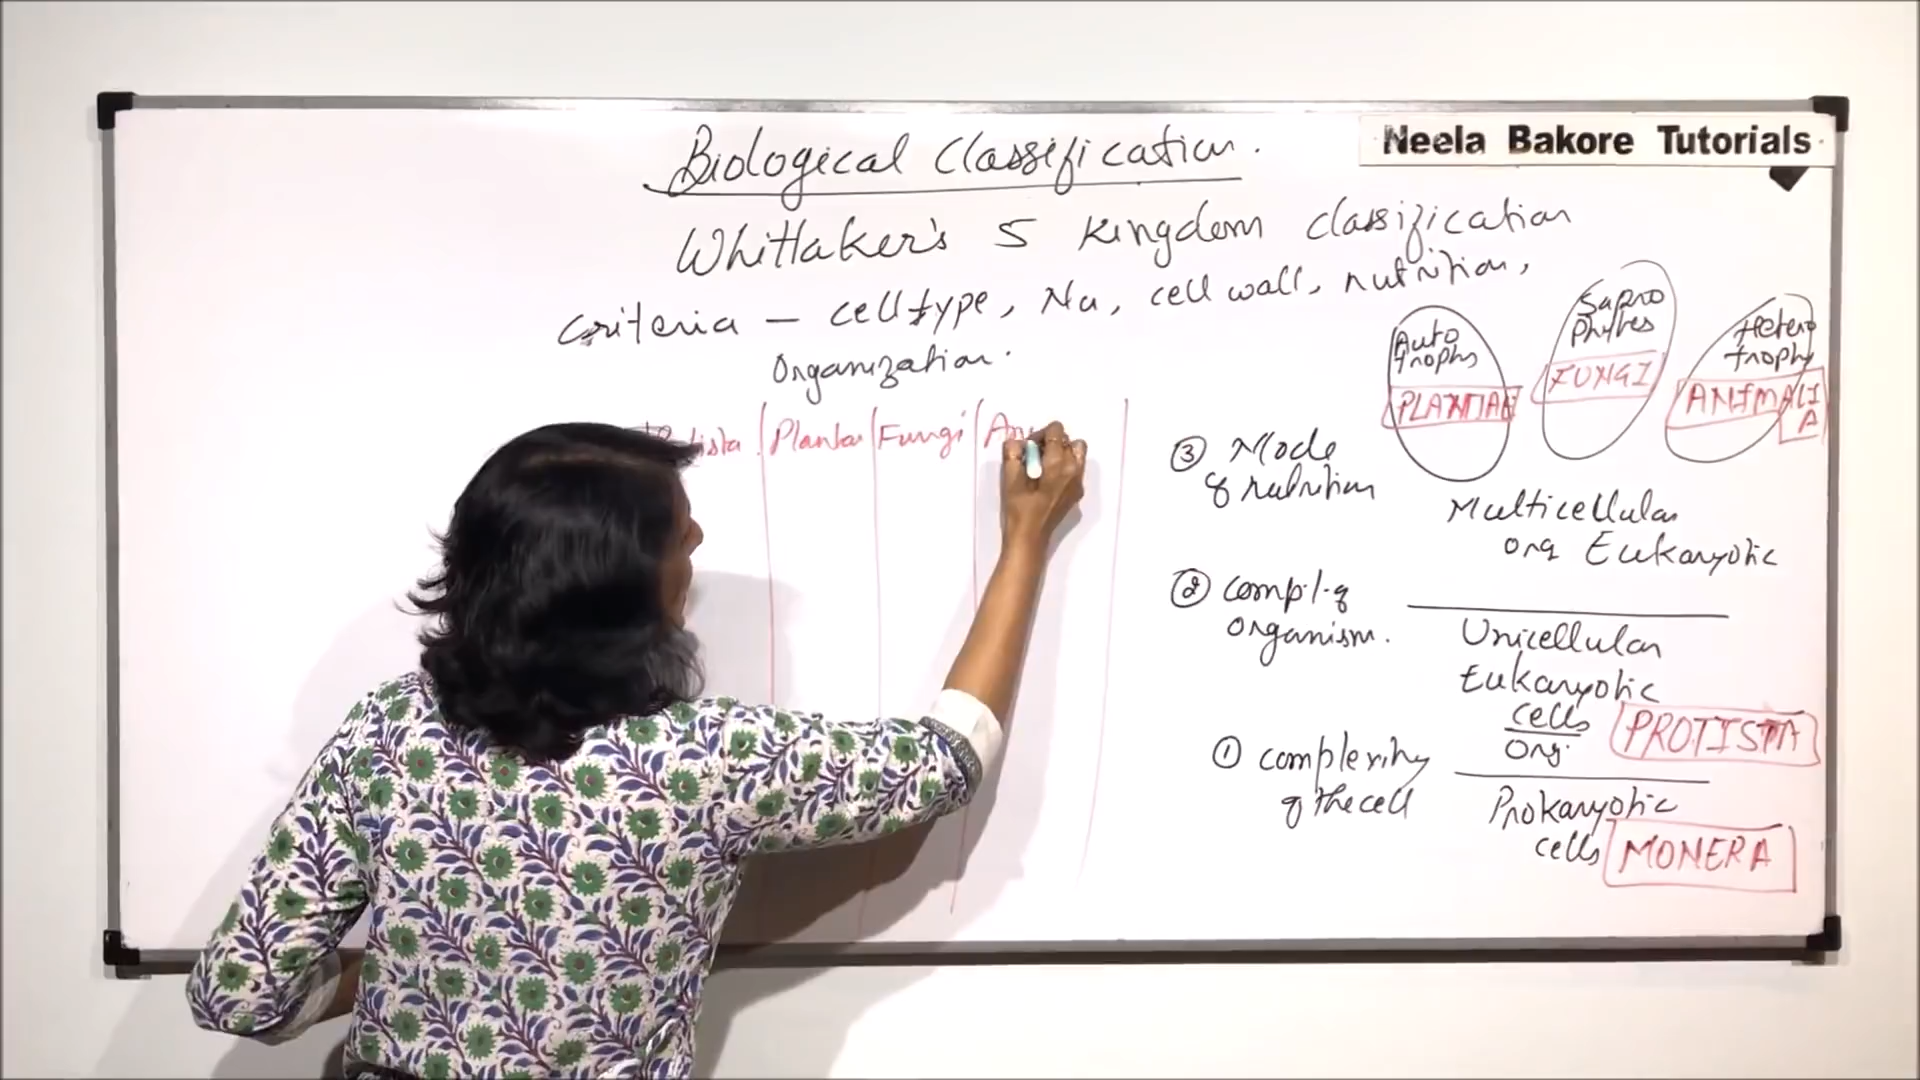 Neela Bakore Tutorials
Biological Classification.
Whittaker's 5 Kingdom classification
Criteria – cell type, Nu, cell wall, nutrition,
Organization.
Plantae Fungi
Auto
trophs
PLANTIAE
Sapro
phytes
FUNGI
Hetero
trophy
ANIMALI
A
③ Mode
of nutrition
Multicellular
org Eukaryotic
② Compl. of
organism.
Unicellular
Eukaryotic
cells
Org.
PROTISTA
① Complexity
of the cell
Prokaryotic
cells
MONERA